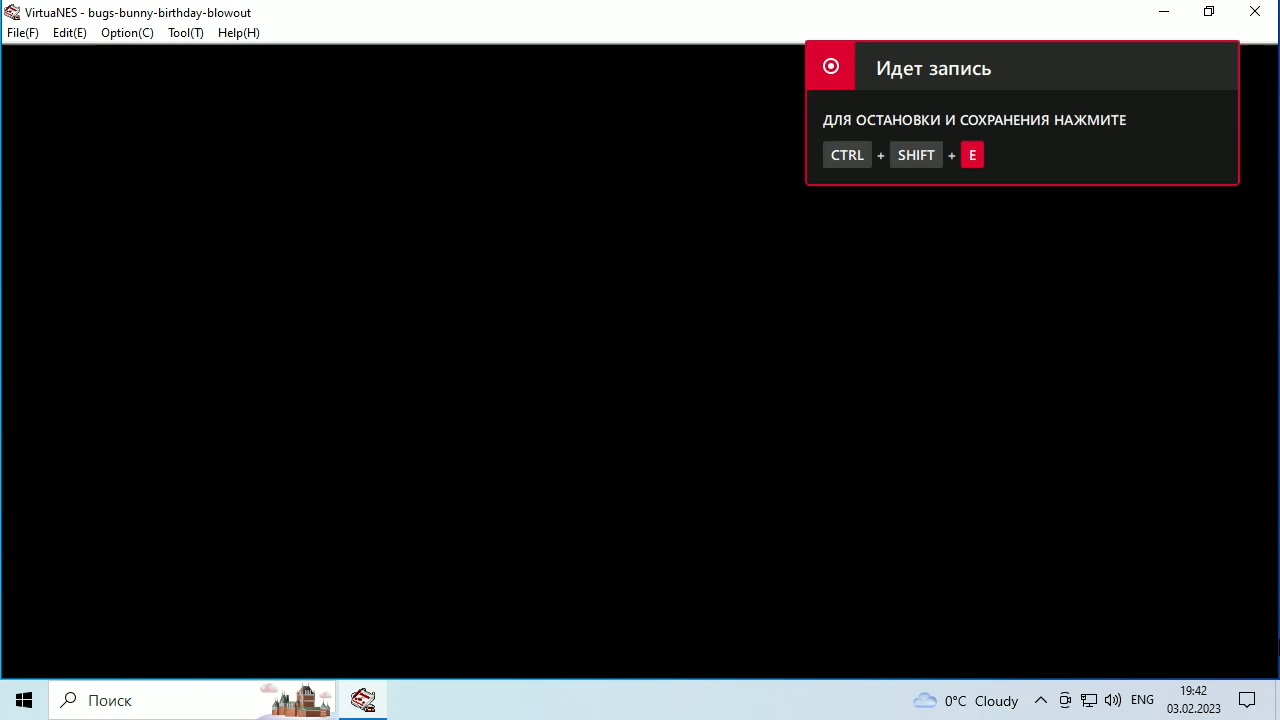 VirtuaNES - bugs-bunny-birthday-blowout
File(F) Edit(E) Option(C) Tool(T) Help(H)
Идет запись
ДЛЯ ОСТАНОВКИ И СОХРАНЕНИЯ НАЖМИТЕ
CTRL + SHIFT + E
Поиск
0°C Cloudy
ENG
19:42
03.02.2023